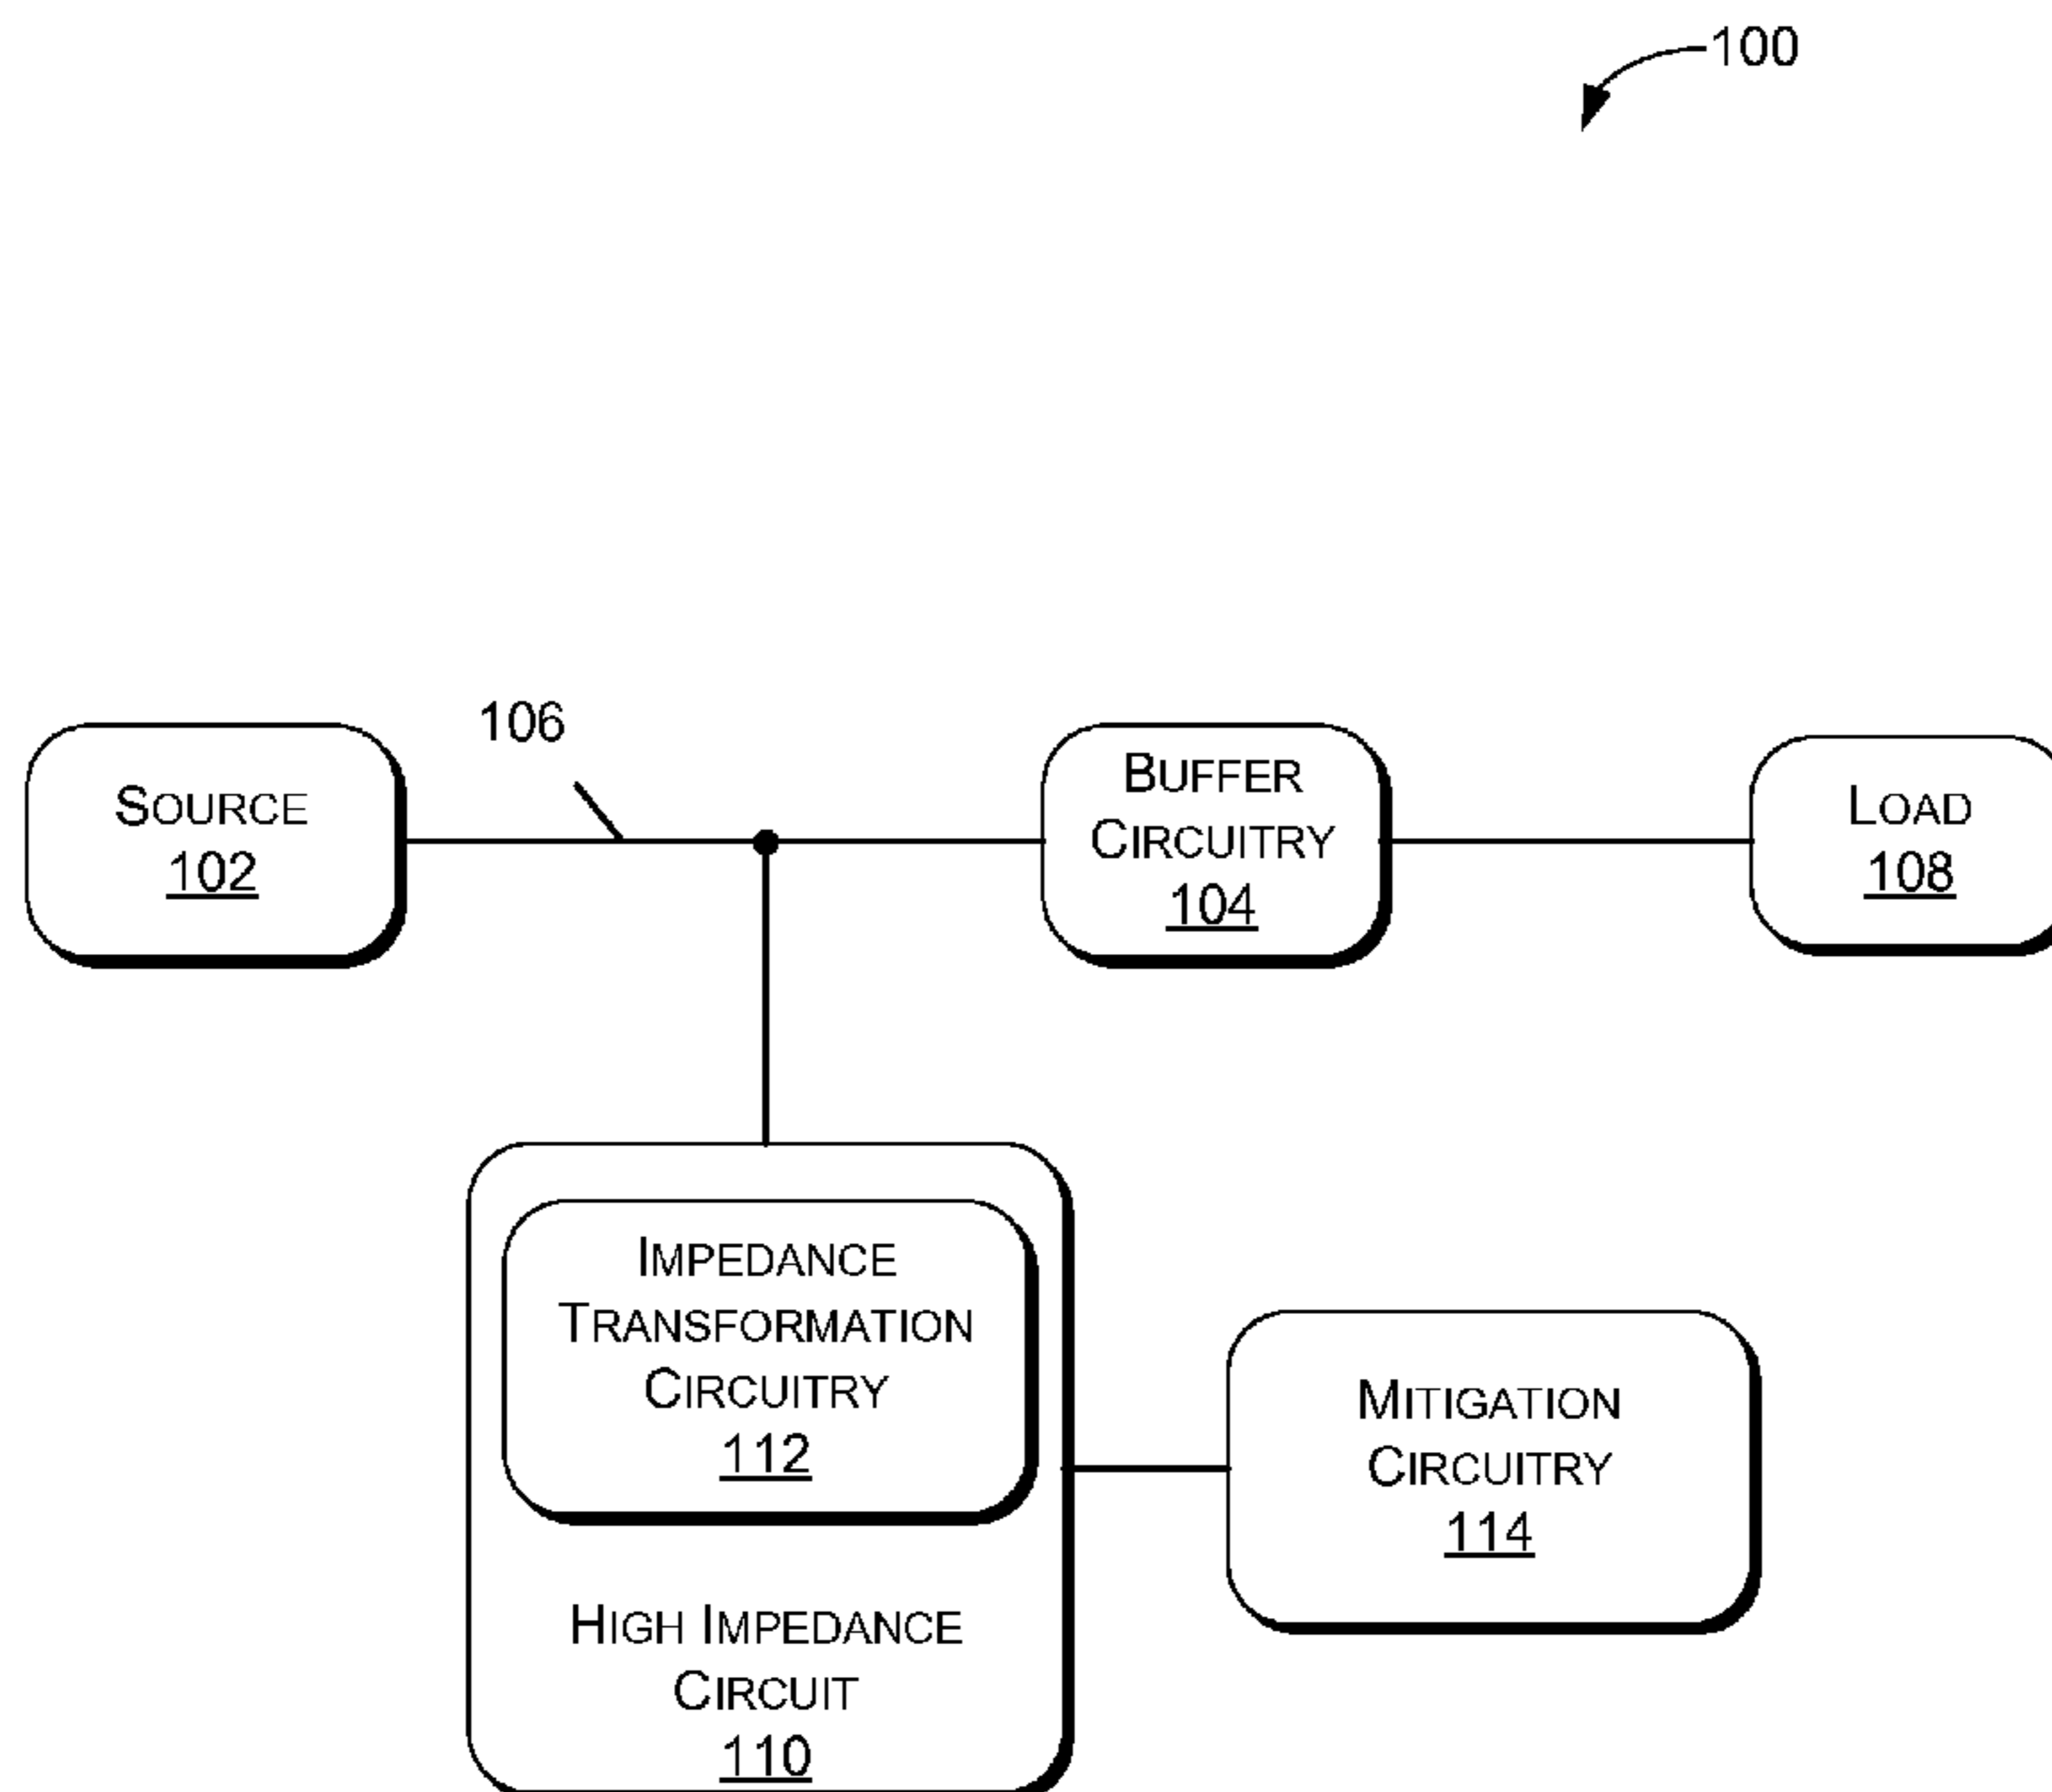 100
106
SOURCE
102
BUFFER
CIRCUITRY
104
LOAD
108
IMPEDANCE
TRANSFORMATION
CIRCUITRY
112
HIGH IMPEDANCE
CIRCUIT
110
MITIGATION
CIRCUITRY
114